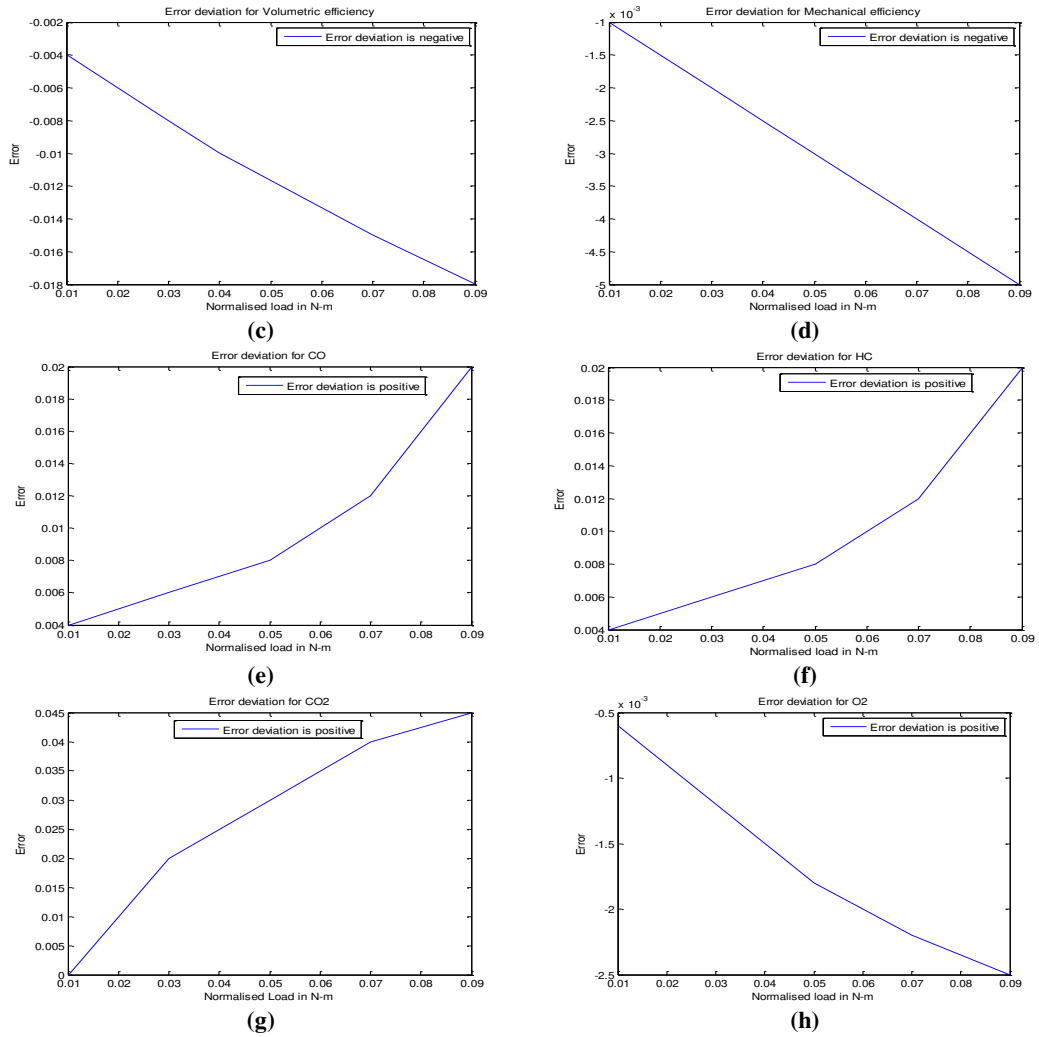 Error deviation for Volumetric efficiency
Error deviation is negative
-0.002
-0.004
-0.006
-0.008
-0.01
-0.012
-0.014
-0.016
-0.018
Error
0.01 0.02 0.03 0.04 0.05 0.06 0.07 0.08 0.09
Normalised load in N-m
(c)
Error deviation for Mechanical efficiency
x 10-3
Error deviation is negative
-1
-1.5
-2
-2.5
-3
-3.5
-4
-4.5
-5
Error
0.01 0.02 0.03 0.04 0.05 0.06 0.07 0.08 0.09
Normalised load in N-m
(d)
Error deviation for CO
Error deviation is positive
0.02
0.018
0.016
0.014
0.012
0.01
0.008
0.006
0.004
Error
0.01 0.02 0.03 0.04 0.05 0.06 0.07 0.08 0.09
Normalised load in N-m
(e)
Error deviation for HC
Error deviation is positive
0.02
0.018
0.016
0.014
0.012
0.01
0.008
0.006
0.004
Error
0.01 0.02 0.03 0.04 0.05 0.06 0.07 0.08 0.09
Normalised load in N-m
(f)
Error deviation for CO2
Error deviation is positive
0.045
0.04
0.035
0.03
0.025
0.02
0.015
0.01
0.005
0
Error
0.01 0.02 0.03 0.04 0.05 0.06 0.07 0.08 0.09
Normalised Load in N-m
(g)
Error deviation for O2
x 10-3
Error deviation is positive
-0.5
-1
-1.5
-2
-2.5
Error
0.01 0.02 0.03 0.04 0.05 0.06 0.07 0.08 0.09
Normalised load in N-m
(h)